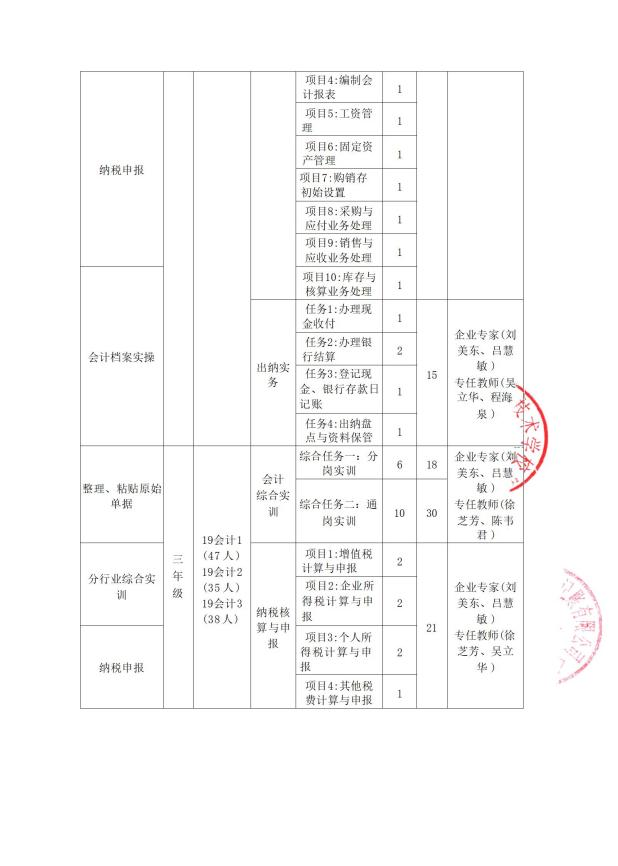 项目4:编制会
计报表
1
项目5:工资管
理
1
纳税申报
项目6:固定资
产管理
1
项目7:购销存
初始设置
1
项目8:采购与
应付业务处理
1
项目9:销售与
应收业务处理
1
项目10:库存与
核算业务处理
1
会计档案实操
出纳实
务
任务1:办理现
金收付
1
任务2:办理银
行结算
2
任务3:登记现
金、银行存款日
记账
1
任务4:出纳盘
点与资料保管
1
15
企业专家(刘
美东、吕慧
敏)
专任教师(吴
立华、程海
泉)
技术学校
整理、粘贴原始
单据
三
年
级
19会计1
(47人)
19会计2
(35人)
19会计3
(38人)
会计
综合实
训
综合任务一：分
岗实训
6
18
综合任务二：通
岗实训
10
30
企业专家(刘
美东、吕慧
敏)
专任教师(徐
芝芳、陈韦
君)
分行业综合实
训
纳税申报
纳税核
算与申
报
项目1:增值税
计算与申报
2
项目2:企业所
得税计算与申
报
2
项目3:个人所
得税计算与申
报
2
项目4:其他税
费计算与申报
1
21
企业专家(刘
美东、吕慧
敏)
专任教师(徐
芝芳、吴立
华)